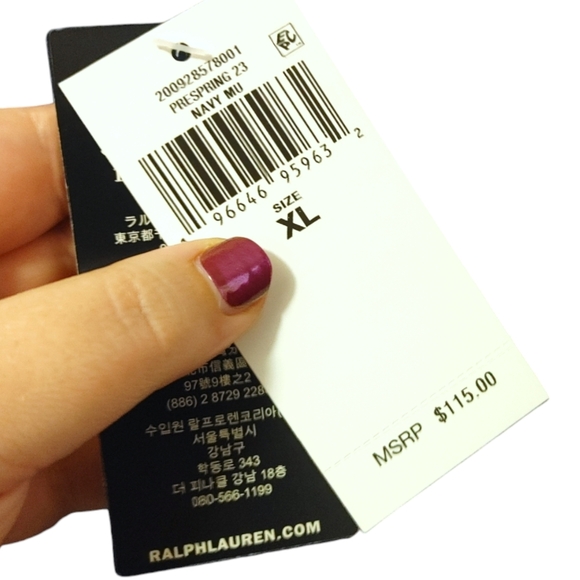 200928578001
PRESPRING 23
NAVY MU
96646 95963 2
SIZE
XL
MSRP $115.00
ラル
東京都千
97號9樓之2
(886) 2 8729 228
수입원 랄프로렌코리아
서울특별시
강남구
학동로 343
더 피나클 강남 18층
080-566-1199
RALPHLAUREN.COM